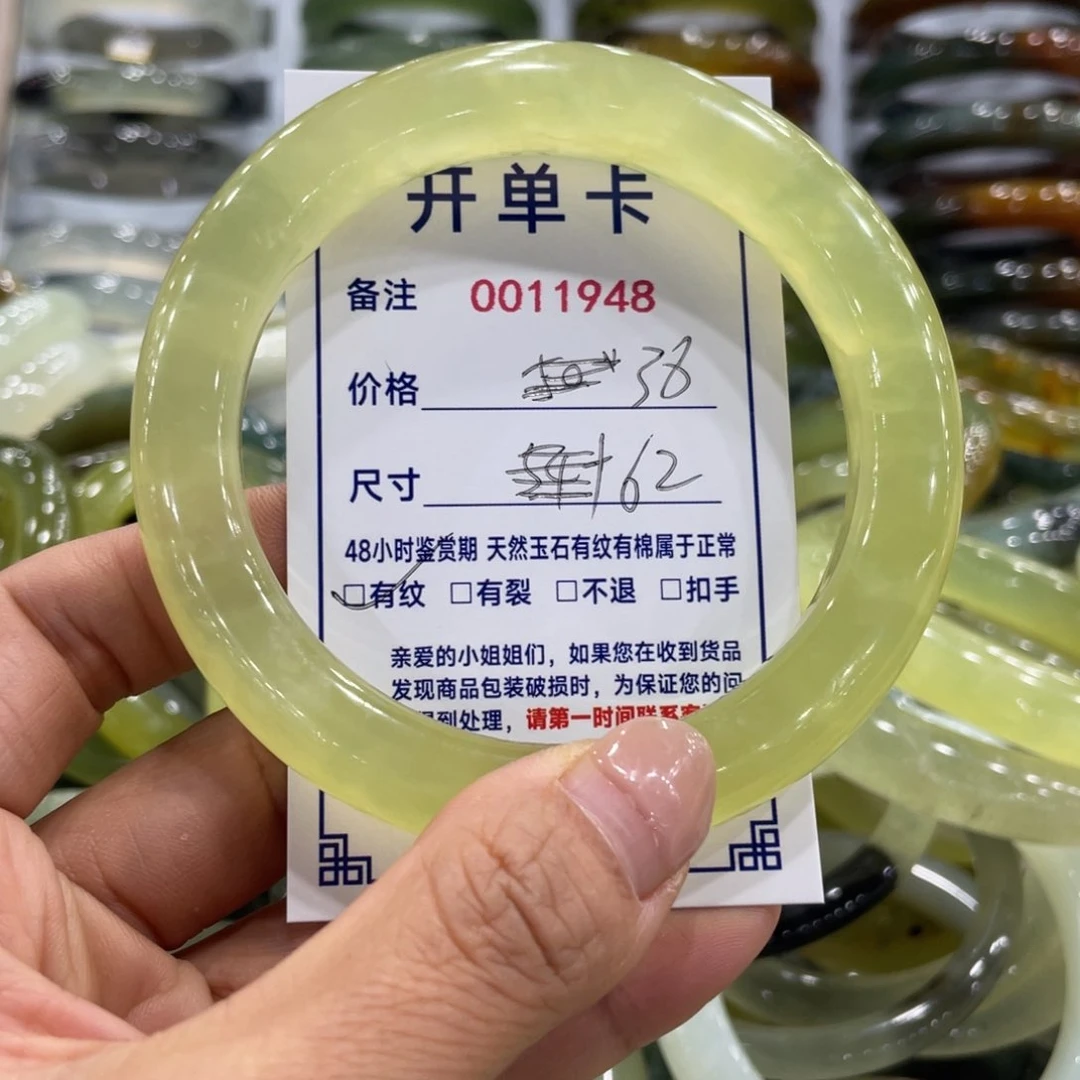 开单卡
备注 0011948
价格 38
尺寸 62
48小时鉴赏期 天然玉石有纹有棉属于正常
☑有纹 □有裂 □不退 □扣手
亲爱的小姐姐们，如果您在收到货品
发现商品包装破损时，为保证您的问
得到处理，请第一时间联系客